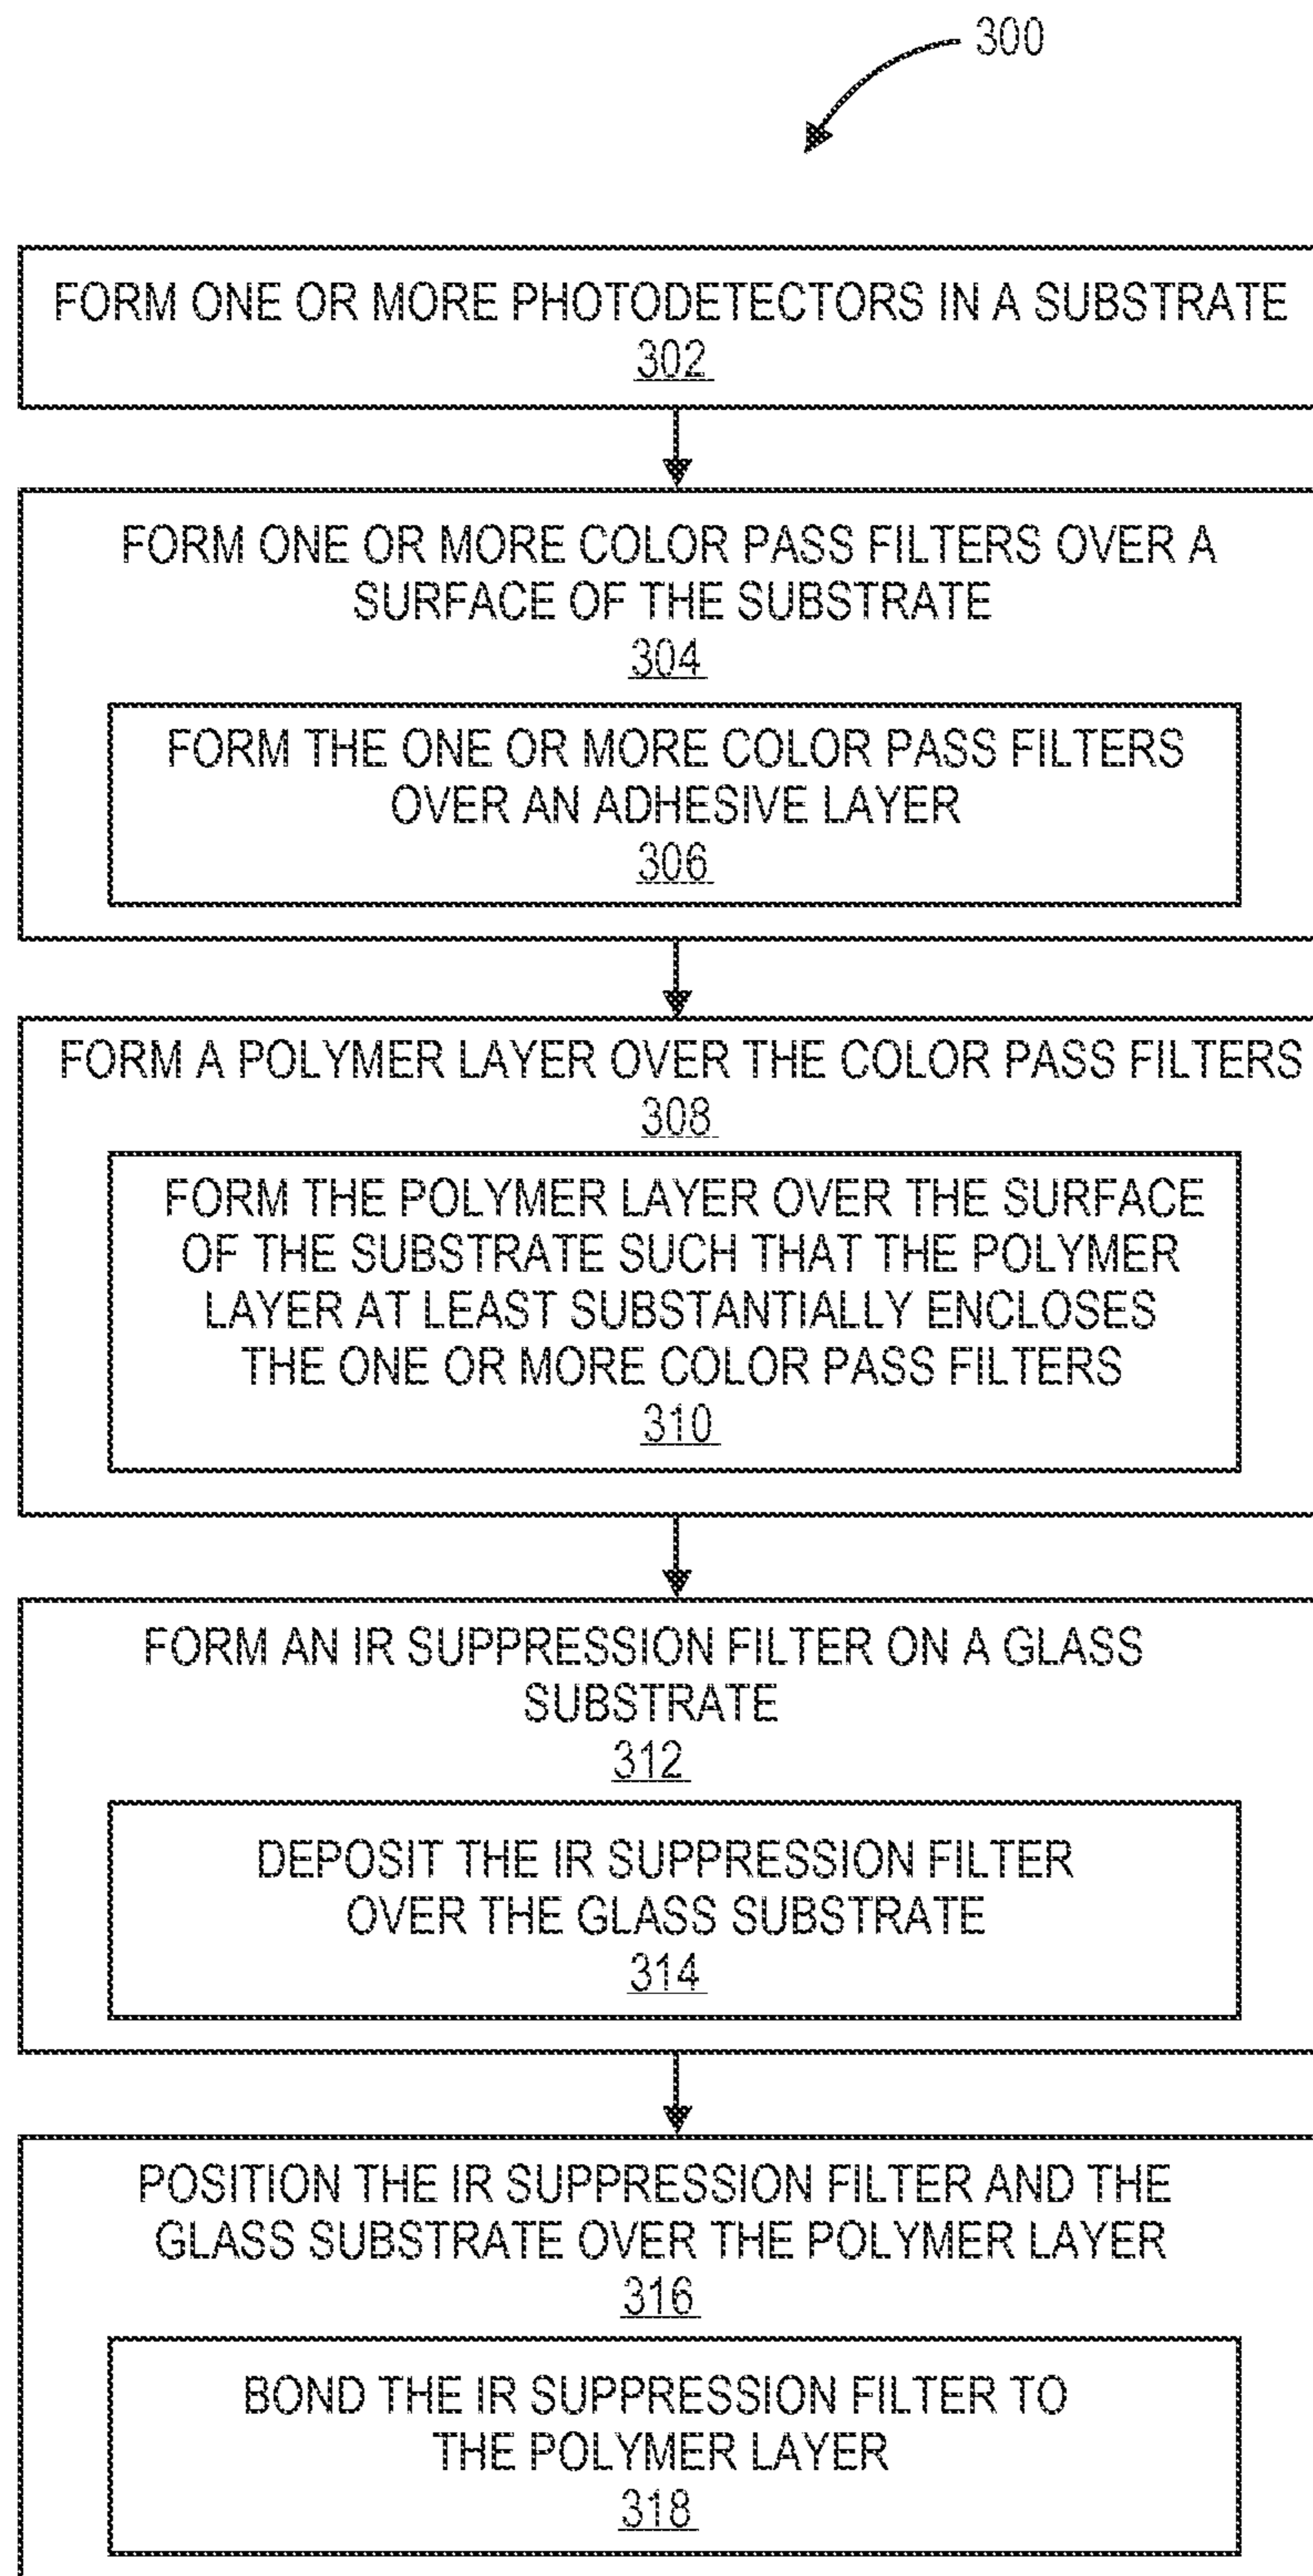 300
FORM ONE OR MORE PHOTODETECTORS IN A SUBSTRATE
302
FORM ONE OR MORE COLOR PASS FILTERS OVER A
SURFACE OF THE SUBSTRATE
304
FORM THE ONE OR MORE COLOR PASS FILTERS
OVER AN ADHESIVE LAYER
306
FORM A POLYMER LAYER OVER THE COLOR PASS FILTERS
308
FORM THE POLYMER LAYER OVER THE SURFACE
OF THE SUBSTRATE SUCH THAT THE POLYMER
LAYER AT LEAST SUBSTANTIALLY ENCLOSES
THE ONE OR MORE COLOR PASS FILTERS
310
FORM AN IR SUPPRESSION FILTER ON A GLASS
SUBSTRATE
312
DEPOSIT THE IR SUPPRESSION FILTER
OVER THE GLASS SUBSTRATE
314
POSITION THE IR SUPPRESSION FILTER AND THE
GLASS SUBSTRATE OVER THE POLYMER LAYER
316
BOND THE IR SUPPRESSION FILTER TO
THE POLYMER LAYER
318